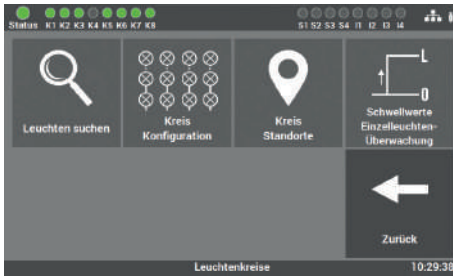 Status K1 K2 K3 K4 K5 K6 K7 K8 S1 S2 S3 S4 I1 I2 I3 I4
Leuchten suchen
Kreis
Konfiguration
Kreis
Standorte
L
0
Schwellwerte
Einzelleuchten-
Überwachung
Zurück
Leuchtenkreise 10:29:38